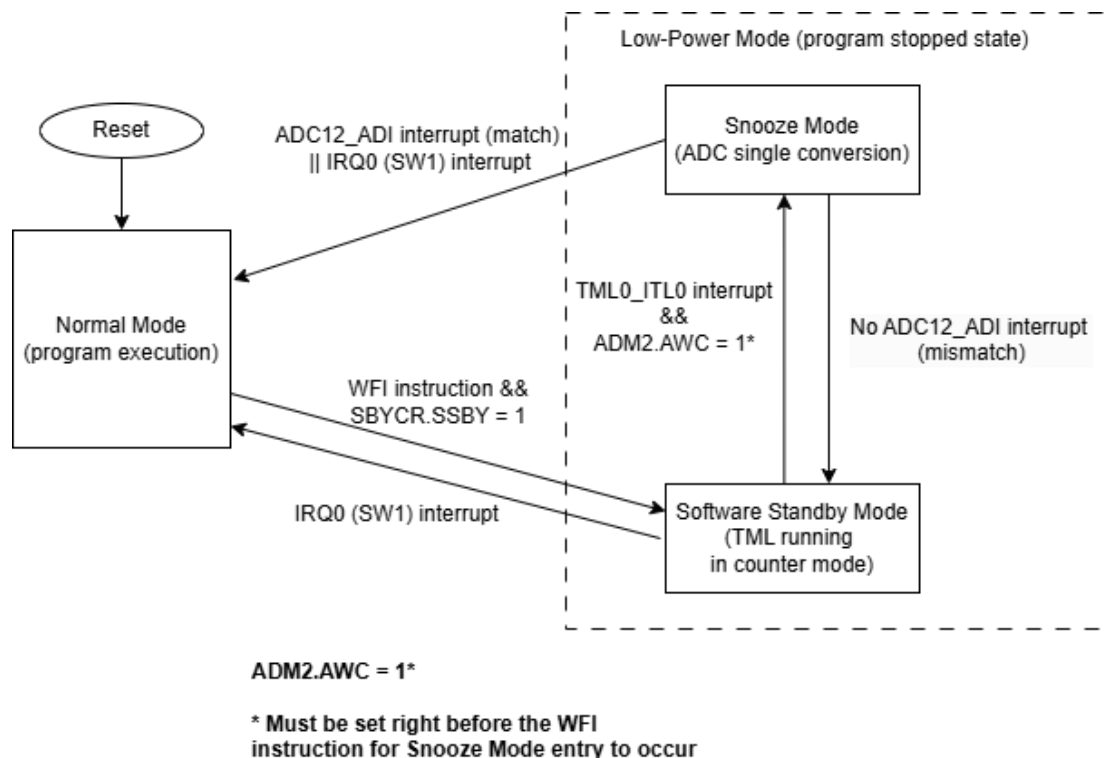 Low-Power Mode (program stopped state)
Reset
ADC12_ADI interrupt (match)
|| IRQ0 (SW1) interrupt
Snooze Mode
(ADC single conversion)
Normal Mode
(program execution)
TML0_ITL0 interrupt
&&
ADM2.AWC = 1*
No ADC12_ADI interrupt
(mismatch)
WFI instruction &&
SBYCR.SSBY = 1
IRQ0 (SW1) interrupt
Software Standby Mode
(TML running
in counter mode)
ADM2.AWC = 1*
* Must be set right before the WFI
instruction for Snooze Mode entry to occur